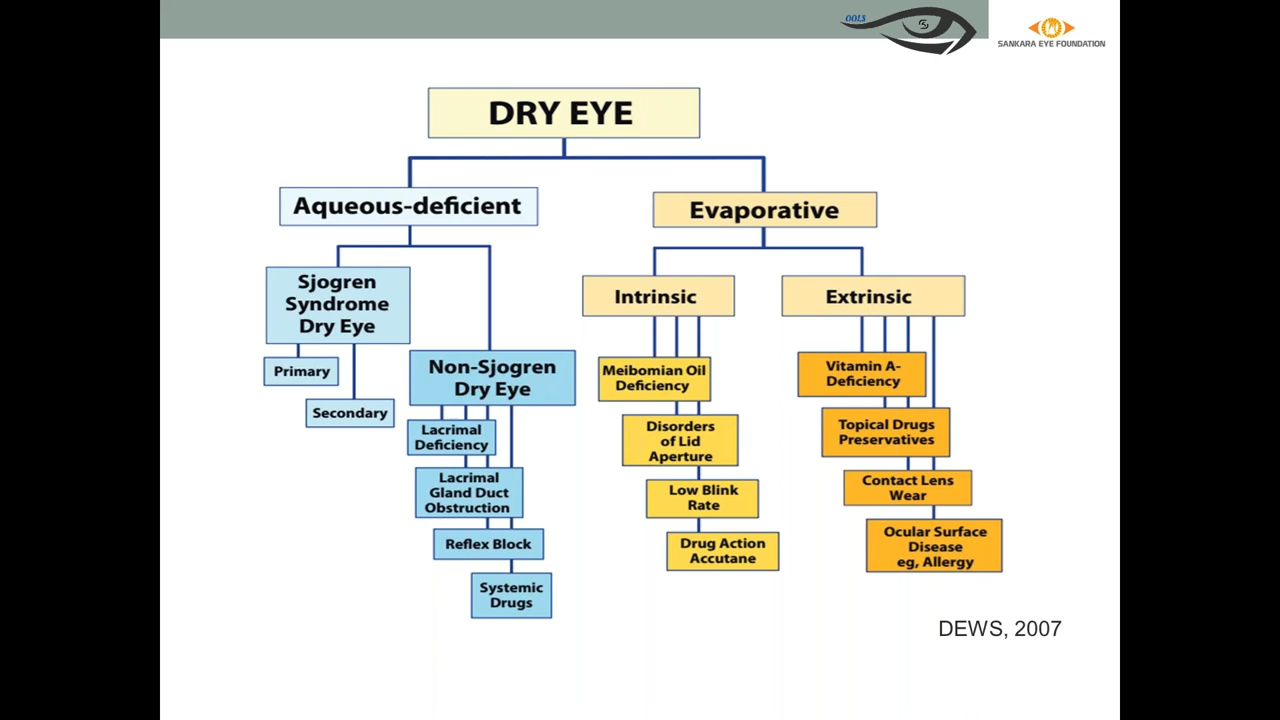 OOLS
SANKARA EYE FOUNDATION
DRY EYE
Aqueous-deficient
Evaporative
Sjogren
Syndrome
Dry Eye
Primary
Secondary
Non-Sjogren
Dry Eye
Lacrimal
Deficiency
Lacrimal
Gland Duct
Obstruction
Reflex Block
Systemic
Drugs
Intrinsic
Meibomian Oil
Deficiency
Disorders
of Lid
Aperture
Low Blink
Rate
Drug Action
Accutane
Extrinsic
Vitamin A-
Deficiency
Topical Drugs
Preservatives
Contact Lens
Wear
Ocular Surface
Disease
eg, Allergy
DEWS, 2007